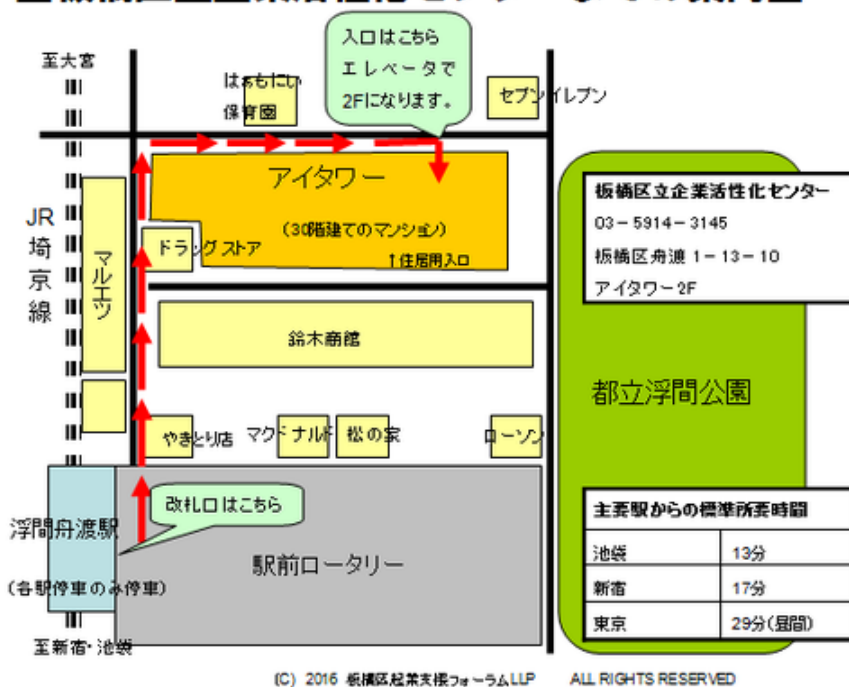 入口はこちら
エレベータで
2Fになります。
至大宮
はぁもにぃ
保育園
セブンイレブン
アイタワー
(30階建てのマンション)
↑住居用入口
JR埼京線
マルエツ
ドラッグストア
鈴木商館
やきとり店
マクドナルド
松の家
ローソン
改札口はこちら
浮間舟渡駅
(各駅停車のみ停車)
駅前ロータリー
至新宿・池袋
板橋区立企業活性化センター
03-5914-3145
板橋区舟渡1-13-10
アイタワー2F
都立浮間公園
主要駅からの標準所要時間
池袋 13分
新宿 17分
東京 29分(昼間)
(C) 2016 板橋区起業支援フォーラムLLP ALL RIGHTS RESERVED